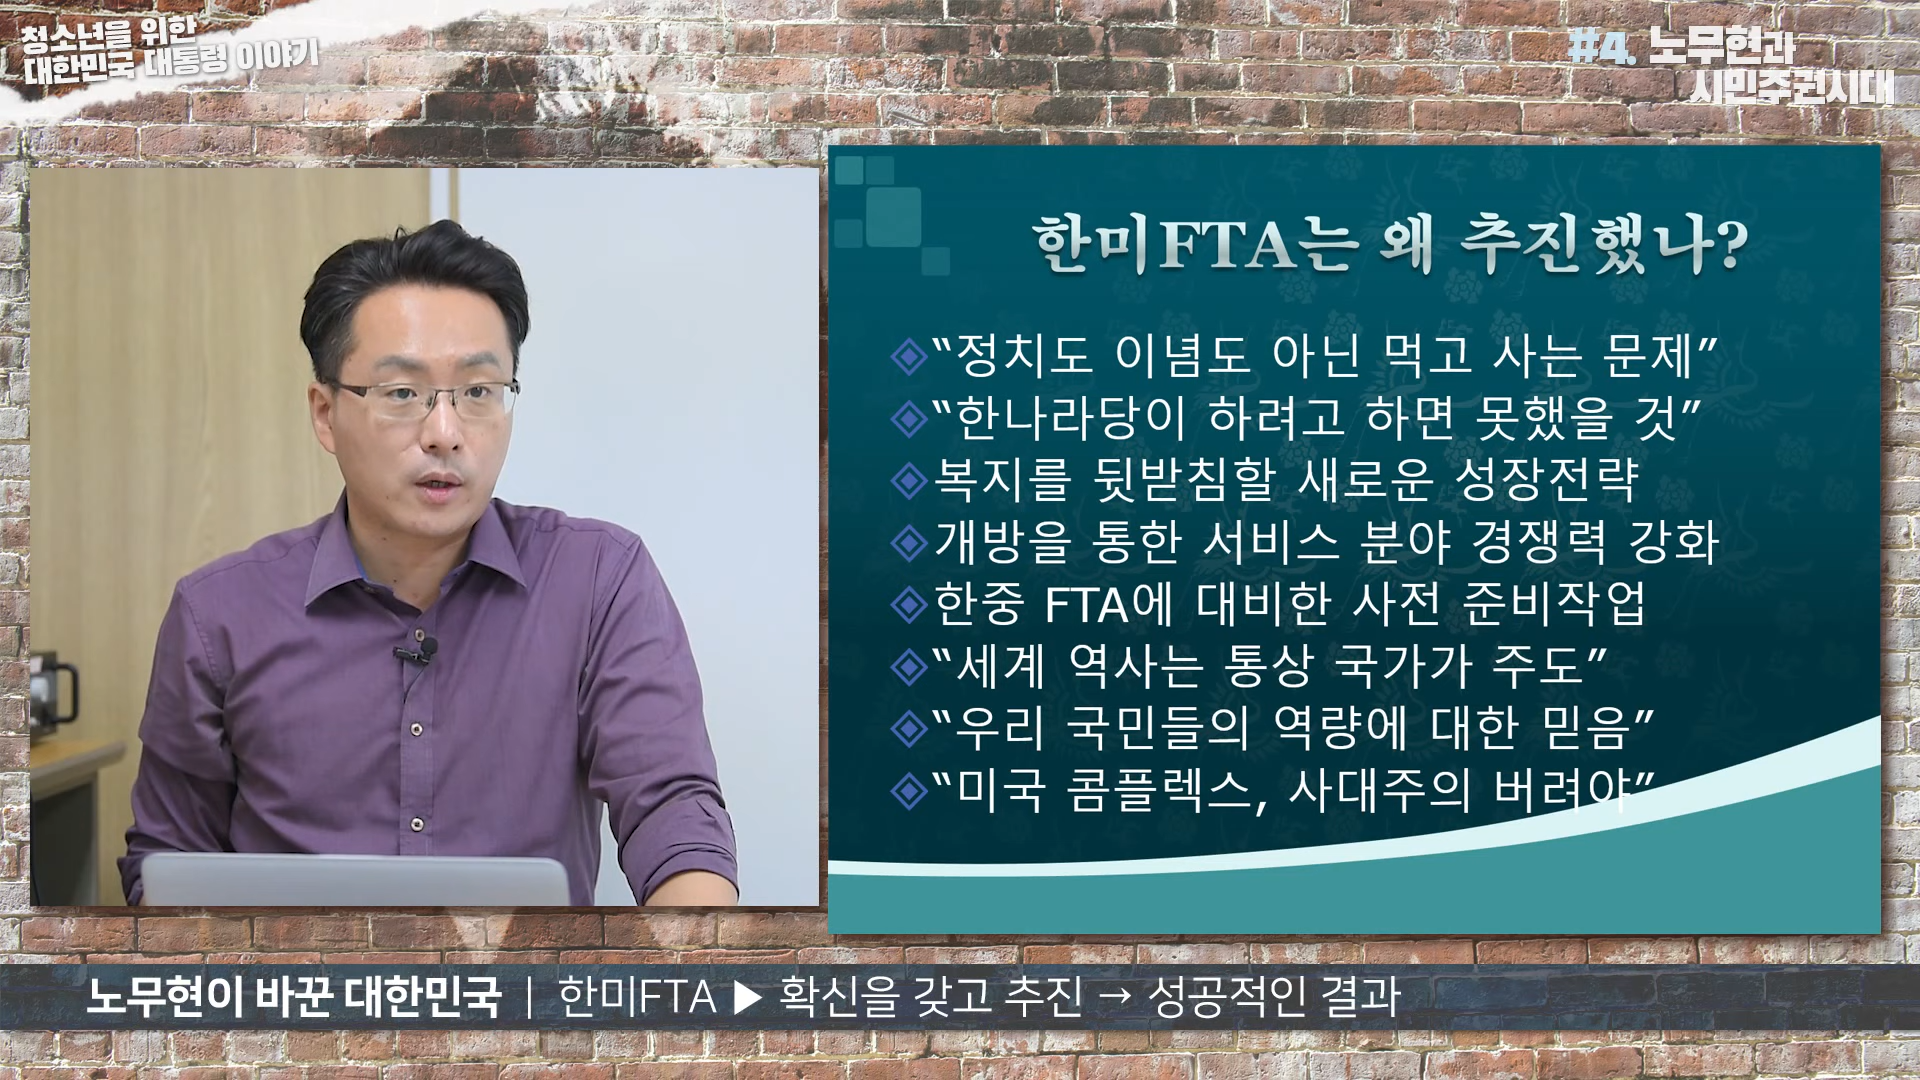 청소년을 위한
대한민국 대통령 이야기
#4. 노무현과
시민주권시대
한미FTA는 왜 추진했나?
“정치도 이념도 아닌 먹고 사는 문제”
“한나라당이 하려고 하면 못했을 것”
복지를 뒷받침할 새로운 성장전략
개방을 통한 서비스 분야 경쟁력 강화
한중 FTA에 대비한 사전 준비작업
“세계 역사는 통상 국가가 주도”
“우리 국민들의 역량에 대한 믿음”
“미국 콤플렉스, 사대주의 버려야”
노무현이 바꾼 대한민국 | 한미FTA ▶ 확신을 갖고 추진 → 성공적인 결과